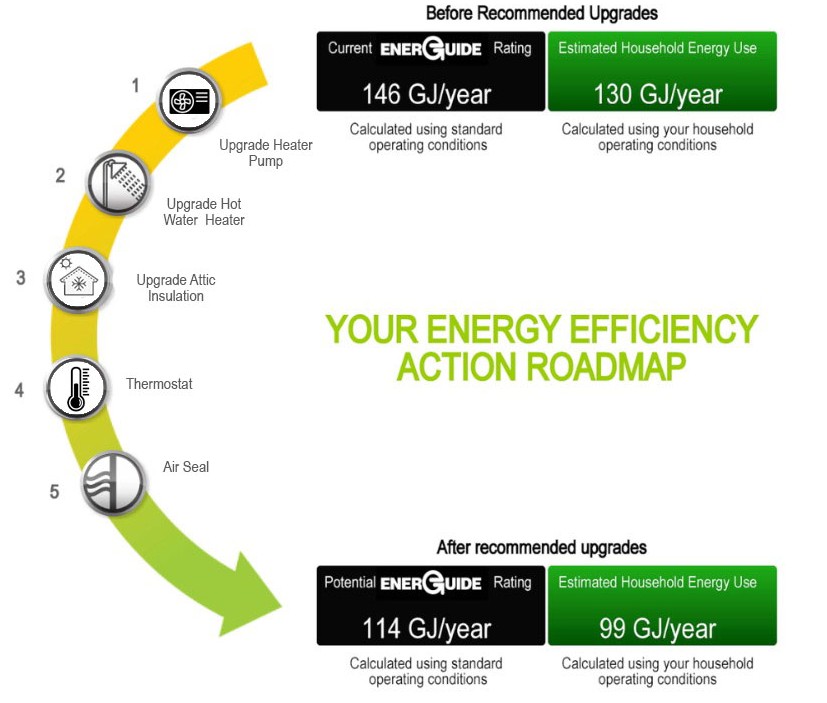 Before Recommended Upgrades
Current ENERGUIDE Rating
146 GJ/year
Estimated Household Energy Use
130 GJ/year
Calculated using standard
operating conditions
Calculated using your household
operating conditions
1
Upgrade Heater
Pump
2
Upgrade Hot
Water Heater
3
Upgrade Attic
Insulation
4
Thermostat
5
Air Seal
YOUR ENERGY EFFICIENCY
ACTION ROADMAP
After recommended upgrades
Potential ENERGUIDE Rating
114 GJ/year
Estimated Household Energy Use
99 GJ/year
Calculated using standard
operating conditions
Calculated using your household
operating conditions